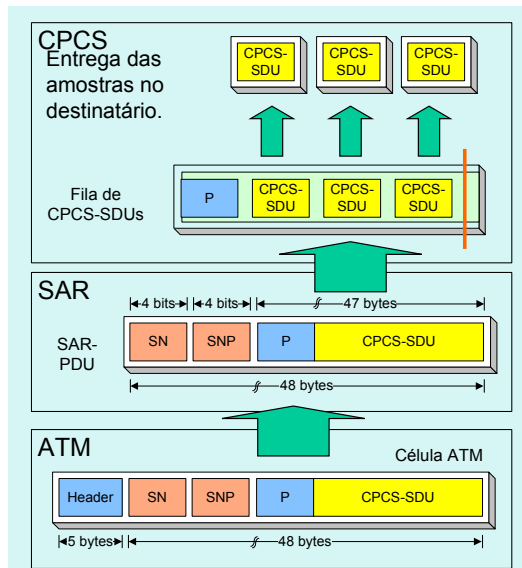 CPCS
Entrega das
amostras no
destinatário.
CPCS-
SDU
CPCS-
SDU
CPCS-
SDU
Fila de
CPCS-SDUs
P
CPCS-
SDU
CPCS-
SDU
CPCS-
SDU
SAR
4 bits
4 bits
47 bytes
SAR-
PDU
SN
SNP
P
CPCS-SDU
48 bytes
ATM
Célula ATM
Header
SN
SNP
P
CPCS-SDU
5 bytes
48 bytes